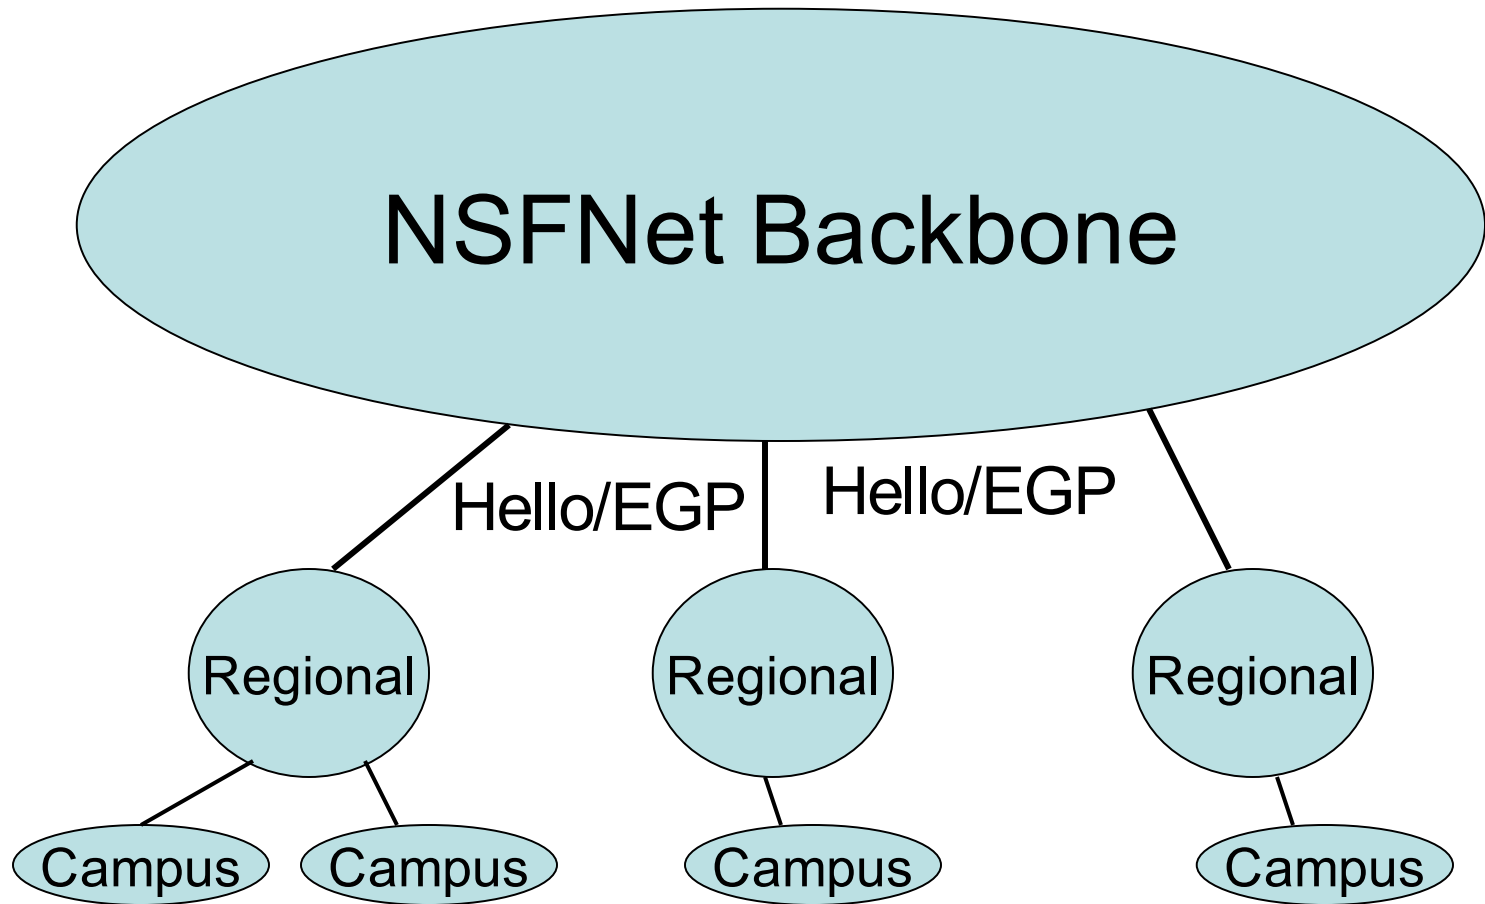 NSFNet Backbone
Hello/EGP
Hello/EGP
Regional
Regional
Regional
Campus
Campus
Campus
Campus